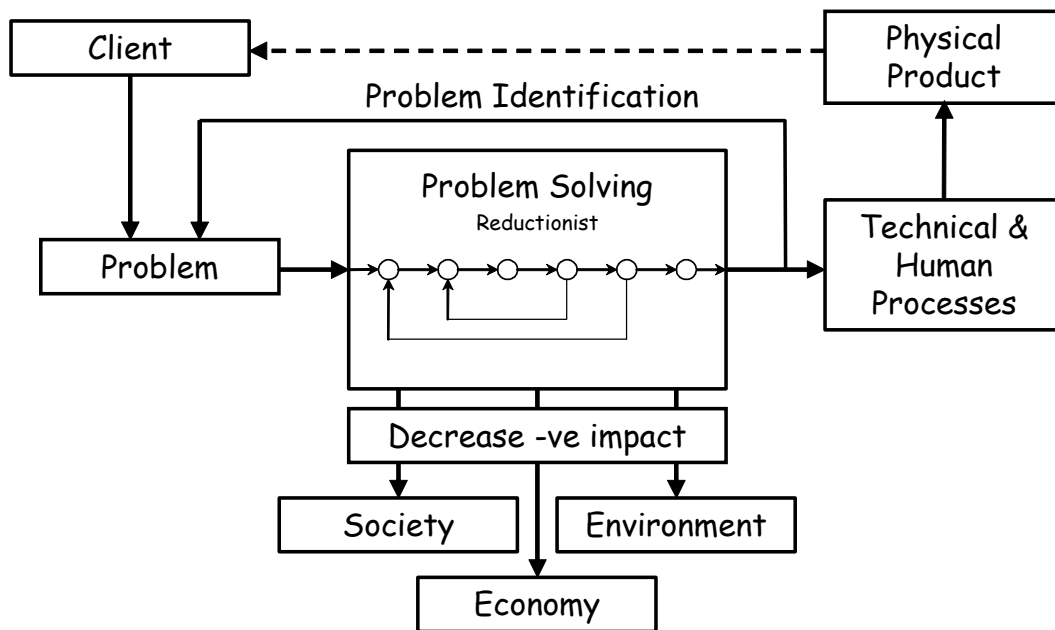 Client
Physical
Product
Problem Identification
Problem Solving
Reductionist
Problem
Technical &
Human
Processes
Decrease -ve impact
Society
Environment
Economy